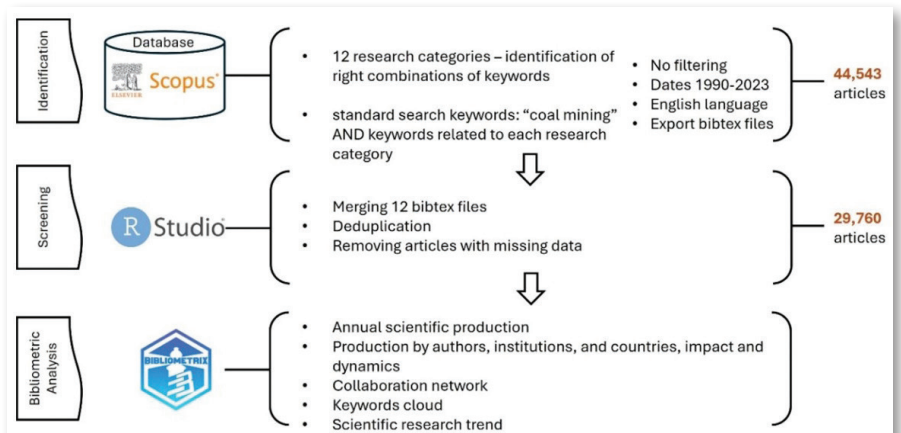 Identification
Database
ELSEVIER
Scopus®
• 12 research categories – identification of
right combinations of keywords
• standard search keywords: “coal mining”
AND keywords related to each research
category
• No filtering
• Dates 1990-2023
• English language
• Export bibtex files
44,543
articles
Screening
R Studio®
• Merging 12 bibtex files
• Deduplication
• Removing articles with missing data
29,760
articles
Bibliometric
Analysis
BIBLIOMETRIX
• Annual scientific production
• Production by authors, institutions, and countries, impact and
dynamics
• Collaboration network
• Keywords cloud
• Scientific research trend